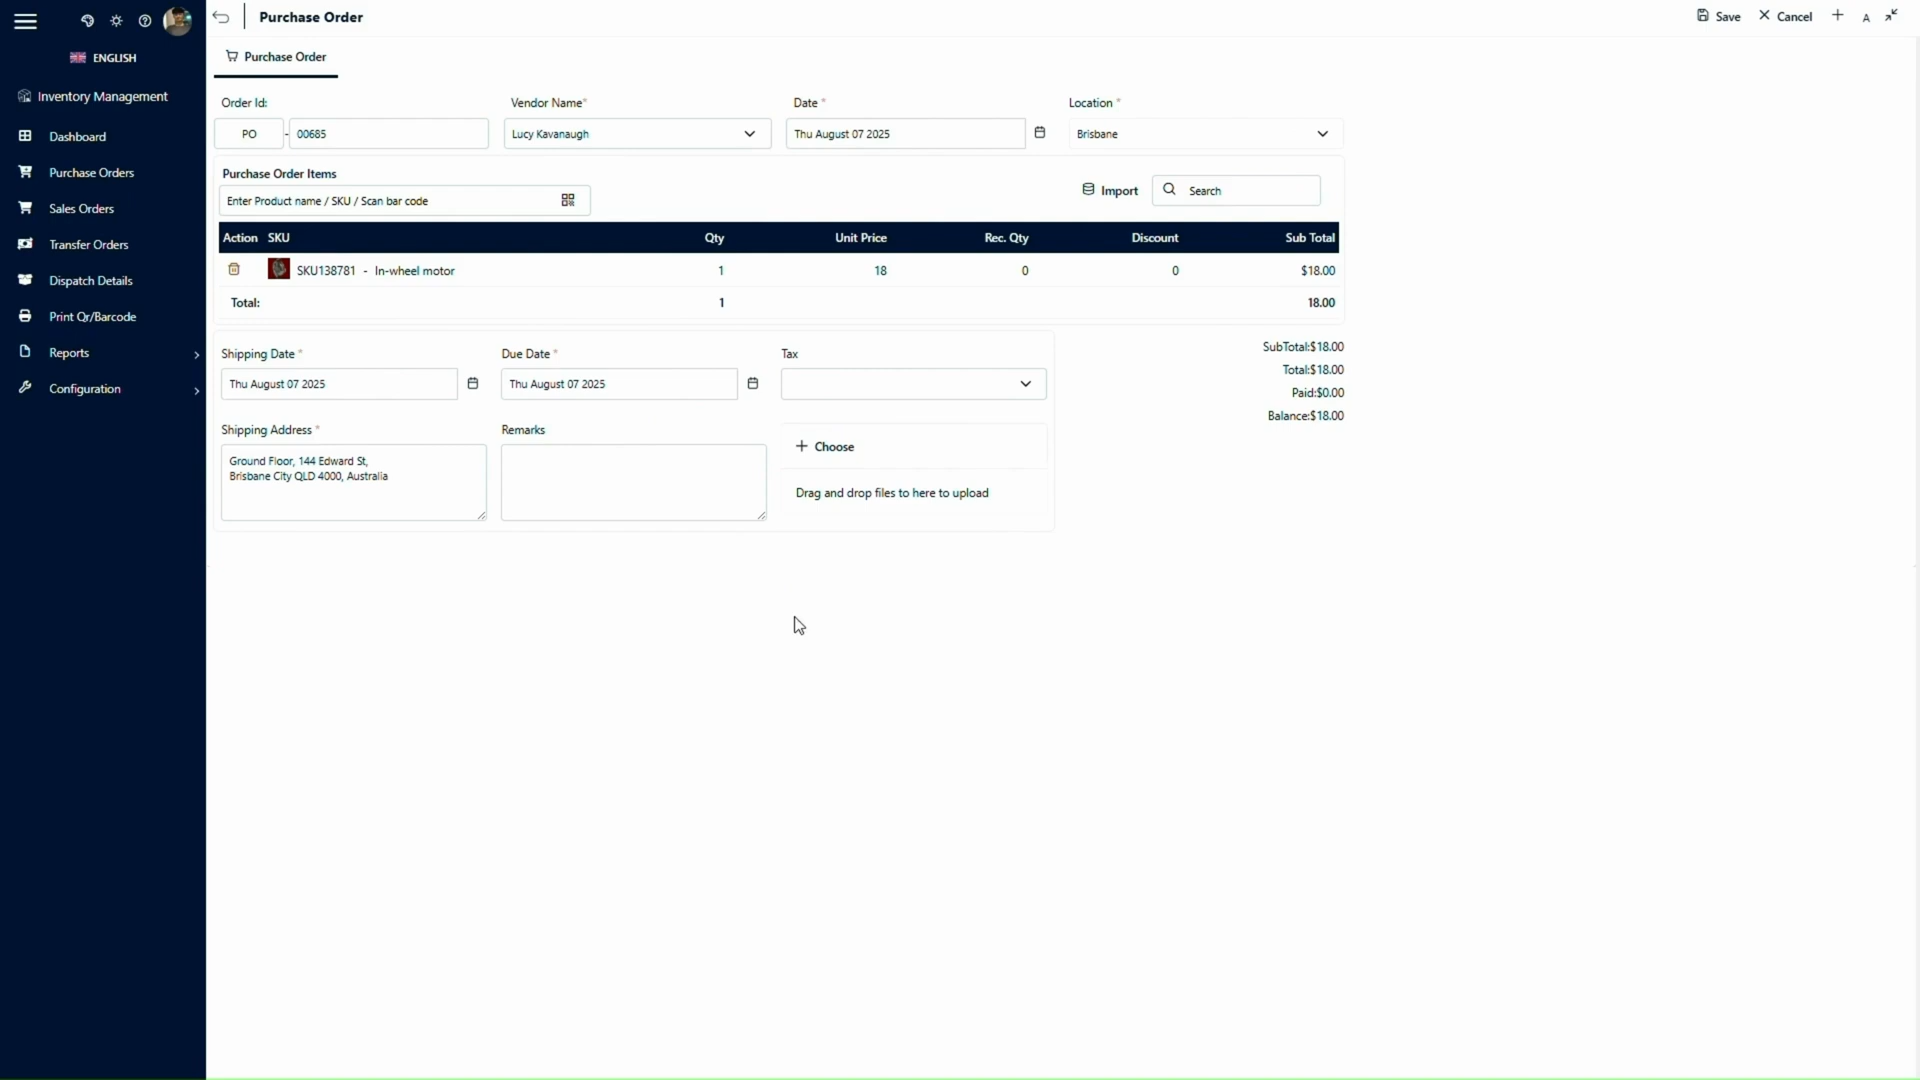 Purchase Order
Save
Cancel
A
ENGLISH
Inventory Management
Dashboard
Purchase Orders
Sales Orders
Transfer Orders
Dispatch Details
Print Qr/Barcode
Reports
Configuration
Purchase Order
Order Id:
Vendor Name*
Date *
Location *
PO - 00685
Lucy Kavanaugh
Thu August 07 2025
Brisbane
Purchase Order Items
Enter Product name / SKU / Scan bar code
Import
Search
Action SKU Qty Unit Price Rec. Qty Discount Sub Total
SKU138781 - In-wheel motor 1 18 0 0 $18.00
Total: 1 18.00
Shipping Date *
Due Date *
Tax
Thu August 07 2025
Thu August 07 2025
SubTotal:$18.00
Total:$18.00
Paid:$0.00
Balance:$18.00
Shipping Address *
Remarks
Ground Floor, 144 Edward St,
Brisbane City QLD 4000, Australia
+ Choose
Drag and drop files to here to upload